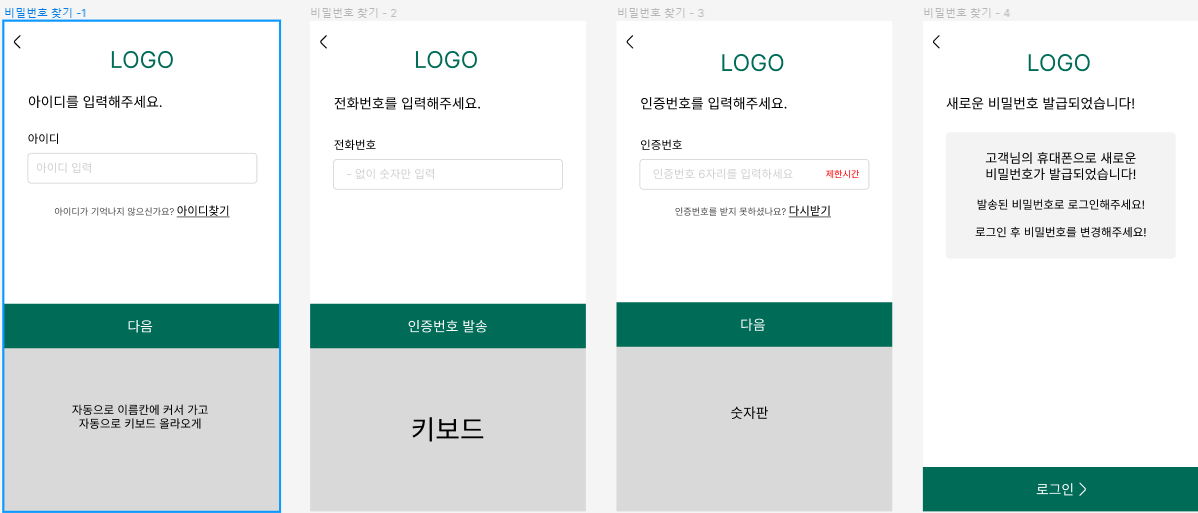 비밀번호 찾기 -1
LOGO
아이디를 입력해주세요.
아이디
아이디 입력
아이디가 기억나지 않으신가요? 아이디찾기
다음
자동으로 이름칸에 커서 가고
자동으로 키보드 올라오게
비밀번호 찾기 - 2
LOGO
전화번호를 입력해주세요.
전화번호
- 없이 숫자만 입력
인증번호 발송
키보드
비밀번호 찾기 - 3
LOGO
인증번호를 입력해주세요.
인증번호
인증번호 6자리를 입력하세요 제한시간
인증번호를 받지 못하셨나요? 다시받기
다음
숫자판
비밀번호 찾기 - 4
LOGO
새로운 비밀번호 발급되었습니다!
고객님의 휴대폰으로 새로운
비밀번호가 발급되었습니다!
발송된 비밀번호로 로그인해주세요!
로그인 후 비밀번호를 변경해주세요!
로그인